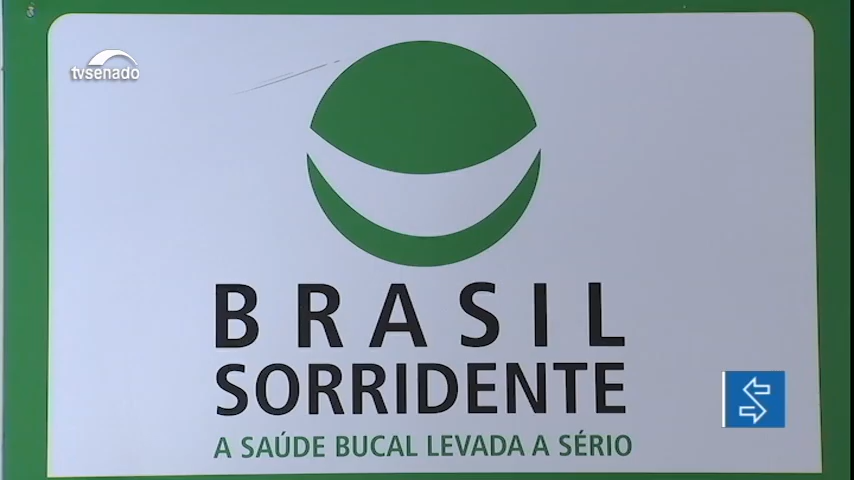 tvsenado
BRASIL
SORRIDENTE
A SAÚDE BUCAL LEVADA A SÉRIO